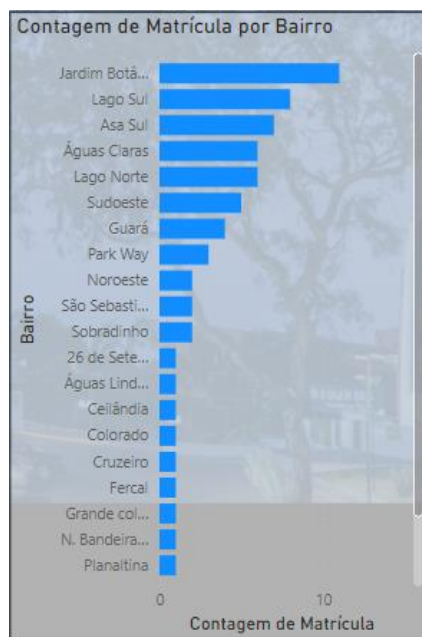 Contagem de Matrícula por Bairro
Jardim Botâ...
Lago Sul
Asa Sul
Águas Claras
Lago Norte
Sudoeste
Guará
Park Way
Noroeste
São Sebasti...
Sobradinho
26 de Sete...
Águas Lind...
Ceilândia
Colorado
Cruzeiro
Fercal
Grande col...
N. Bandeira...
Planaltina
Bairro
0 10
Contagem de Matrícula